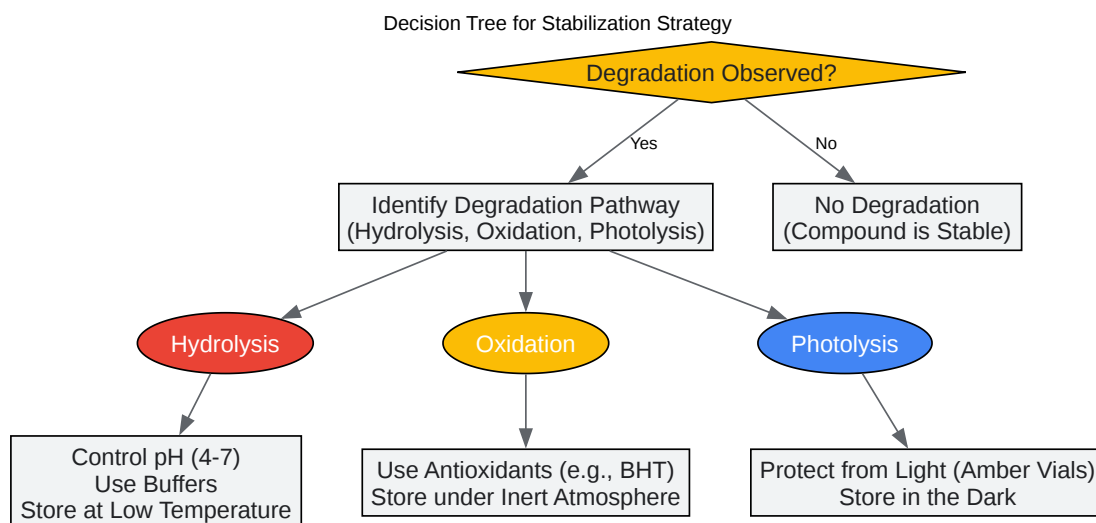 Decision Tree for Stabilization Strategy
Degradation Observed?
Yes
No
Identify Degradation Pathway
(Hydrolysis, Oxidation, Photolysis)
No Degradation
(Compound is Stable)
Hydrolysis
Oxidation
Photolysis
Control pH (4-7)
Use Buffers
Store at Low Temperature
Use Antioxidants (e.g., BHT)
Store under Inert Atmosphere
Protect from Light (Amber Vials)
Store in the Dark